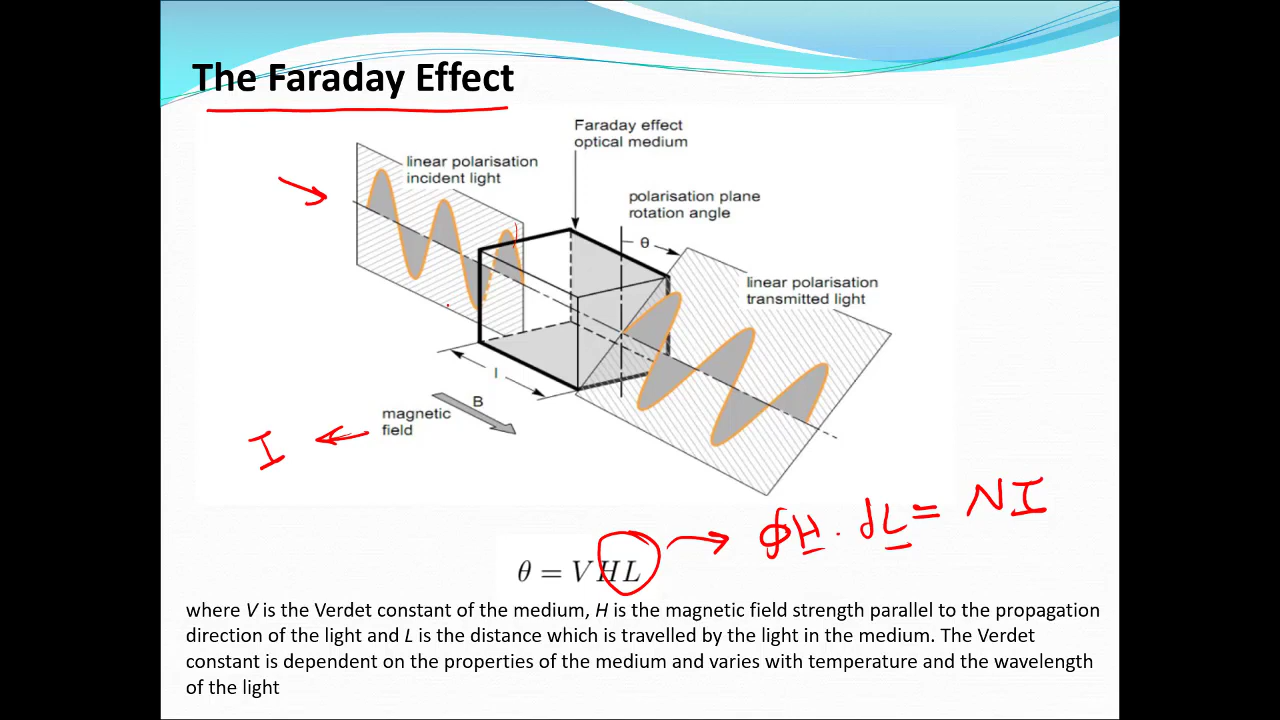 The Faraday Effect
Faraday effect
optical medium
linear polarisation
incident light
polarisation plane
rotation angle
θ
linear polarisation
transmitted light
l
B
magnetic
field
I
∮H · dL = NI
θ = VHL
where V is the Verdet constant of the medium, H is the magnetic field strength parallel to the propagation
direction of the light and L is the distance which is travelled by the light in the medium. The Verdet
constant is dependent on the properties of the medium and varies with temperature and the wavelength
of the light